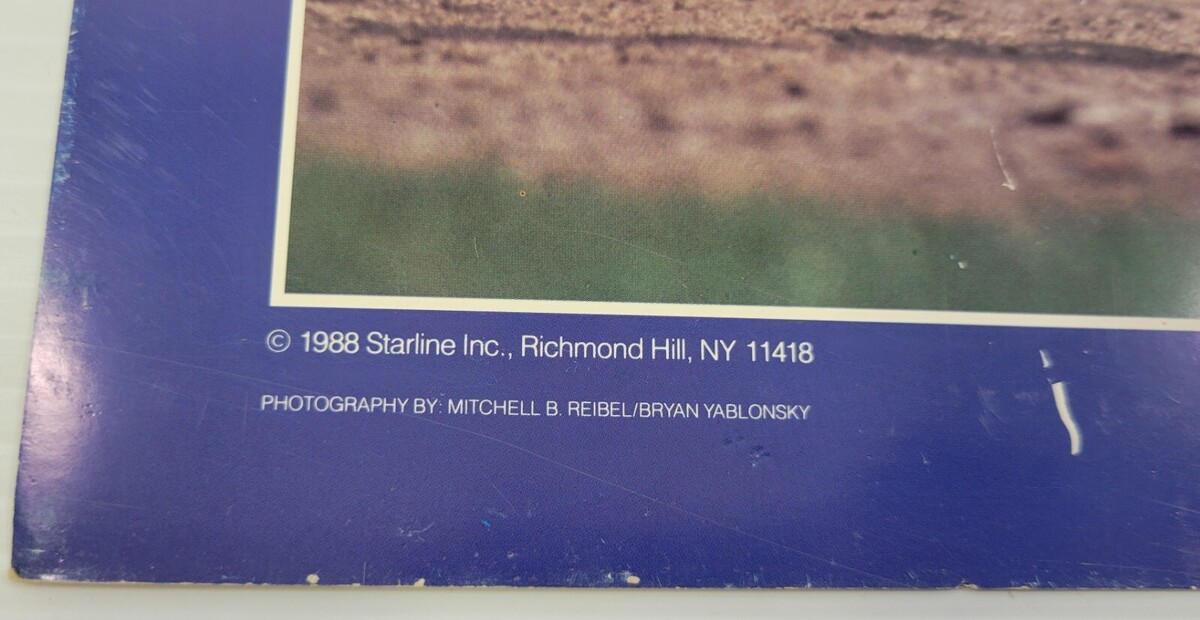 © 1988 Starline Inc., Richmond Hill, NY 11418
PHOTOGRAPHY BY: MITCHELL B. REIBEL/BRYAN YABLONSKY